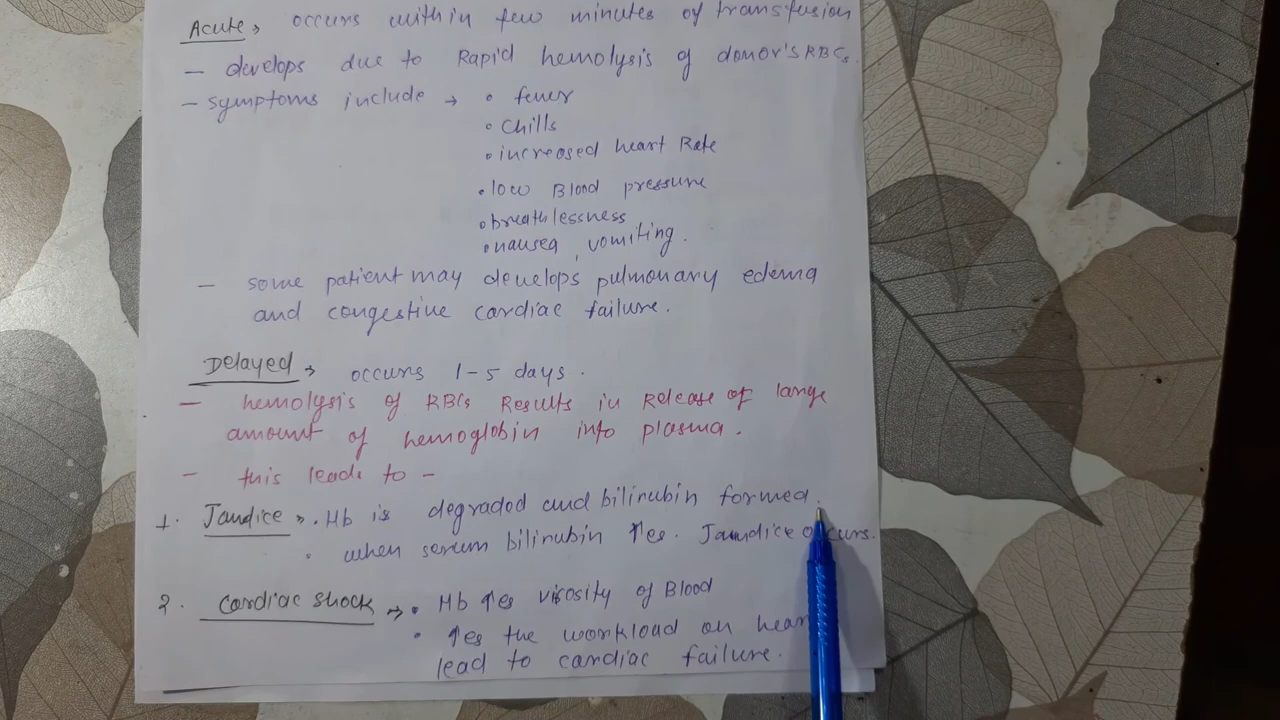 Acute → occurs within few minutes of transfusion
- develops due to Rapid hemolysis of donor's RBCs.
- symptoms include → • fever
• Chills
• increased heart Rate
• low Blood pressure
• breathlessness
• nausea, vomiting.
- some patient may develops pulmonary edema
and congestive cardiac failure.
Delayed → occurs 1-5 days.
- hemolysis of RBCs Results in Release of large
amount of hemoglobin into plasma.
- this leads to -
1. Jandice → • Hb is degraded and bilirubin formed.
• when serum bilirubin ↑es. Jaundice occurs.
2. Cardiac shock → • Hb ↑es viscosity of Blood
• ↑es the workload on hear
lead to cardiac failure.